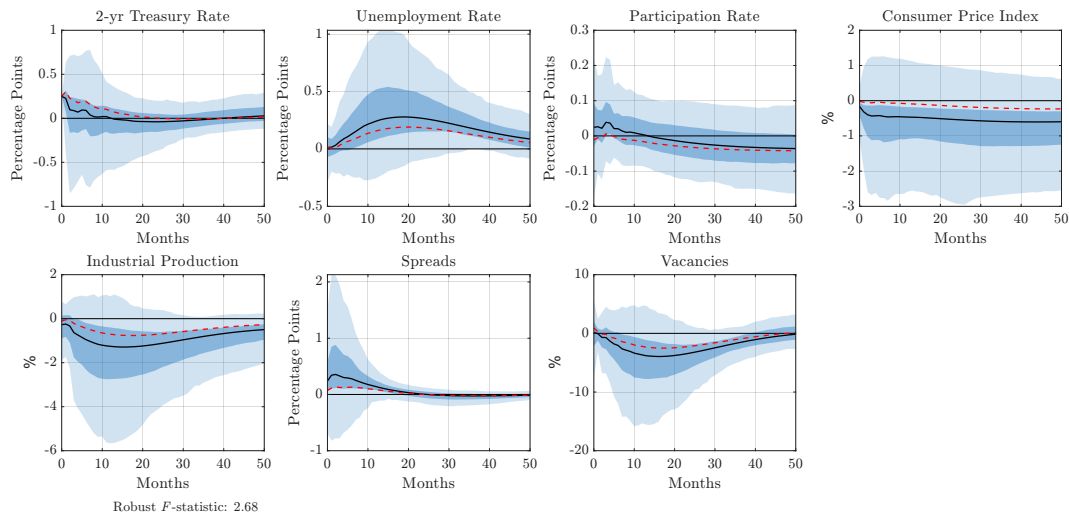 2-yr Treasury Rate
Percentage Points
1
0.5
0
-0.5
-1
0 10 20 30 40 50
Months
Unemployment Rate
Percentage Points
1
0.5
0
-0.5
0 10 20 30 40 50
Months
Participation Rate
Percentage Points
0.3
0.2
0.1
0
-0.1
-0.2
0 10 20 30 40 50
Months
Consumer Price Index
%
2
1
0
-1
-2
-3
0 10 20 30 40 50
Months
Industrial Production
%
2
0
-2
-4
-6
0 10 20 30 40 50
Months
Spreads
Percentage Points
2
1
0
-1
0 10 20 30 40 50
Months
Vacancies
%
10
0
-10
-20
0 10 20 30 40 50
Months
Robust F-statistic: 2.68